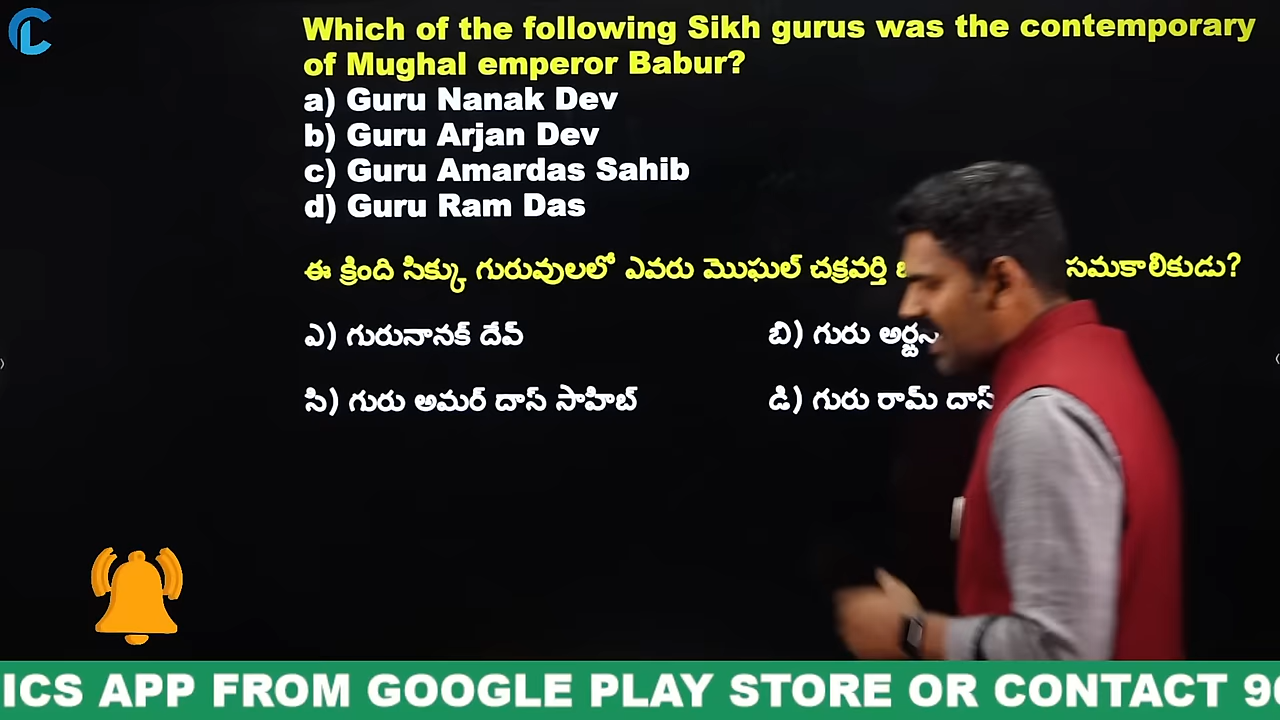 Which of the following Sikh gurus was the contemporary
of Mughal emperor Babur?
a) Guru Nanak Dev
b) Guru Arjan Dev
c) Guru Amardas Sahib
d) Guru Ram Das
ఈ క్రింది సిక్కు గురువులలో ఎవరు మొఘల్ చక్రవర్తి సమకాలికుడు?
ఎ) గురునానక్ దేవ్ బి) గురు
సి) గురు అమర్ దాస్ సాహిబ్ డి) గురు రామ్ దాస్
ICS APP FROM GOOGLE PLAY STORE OR CONTACT